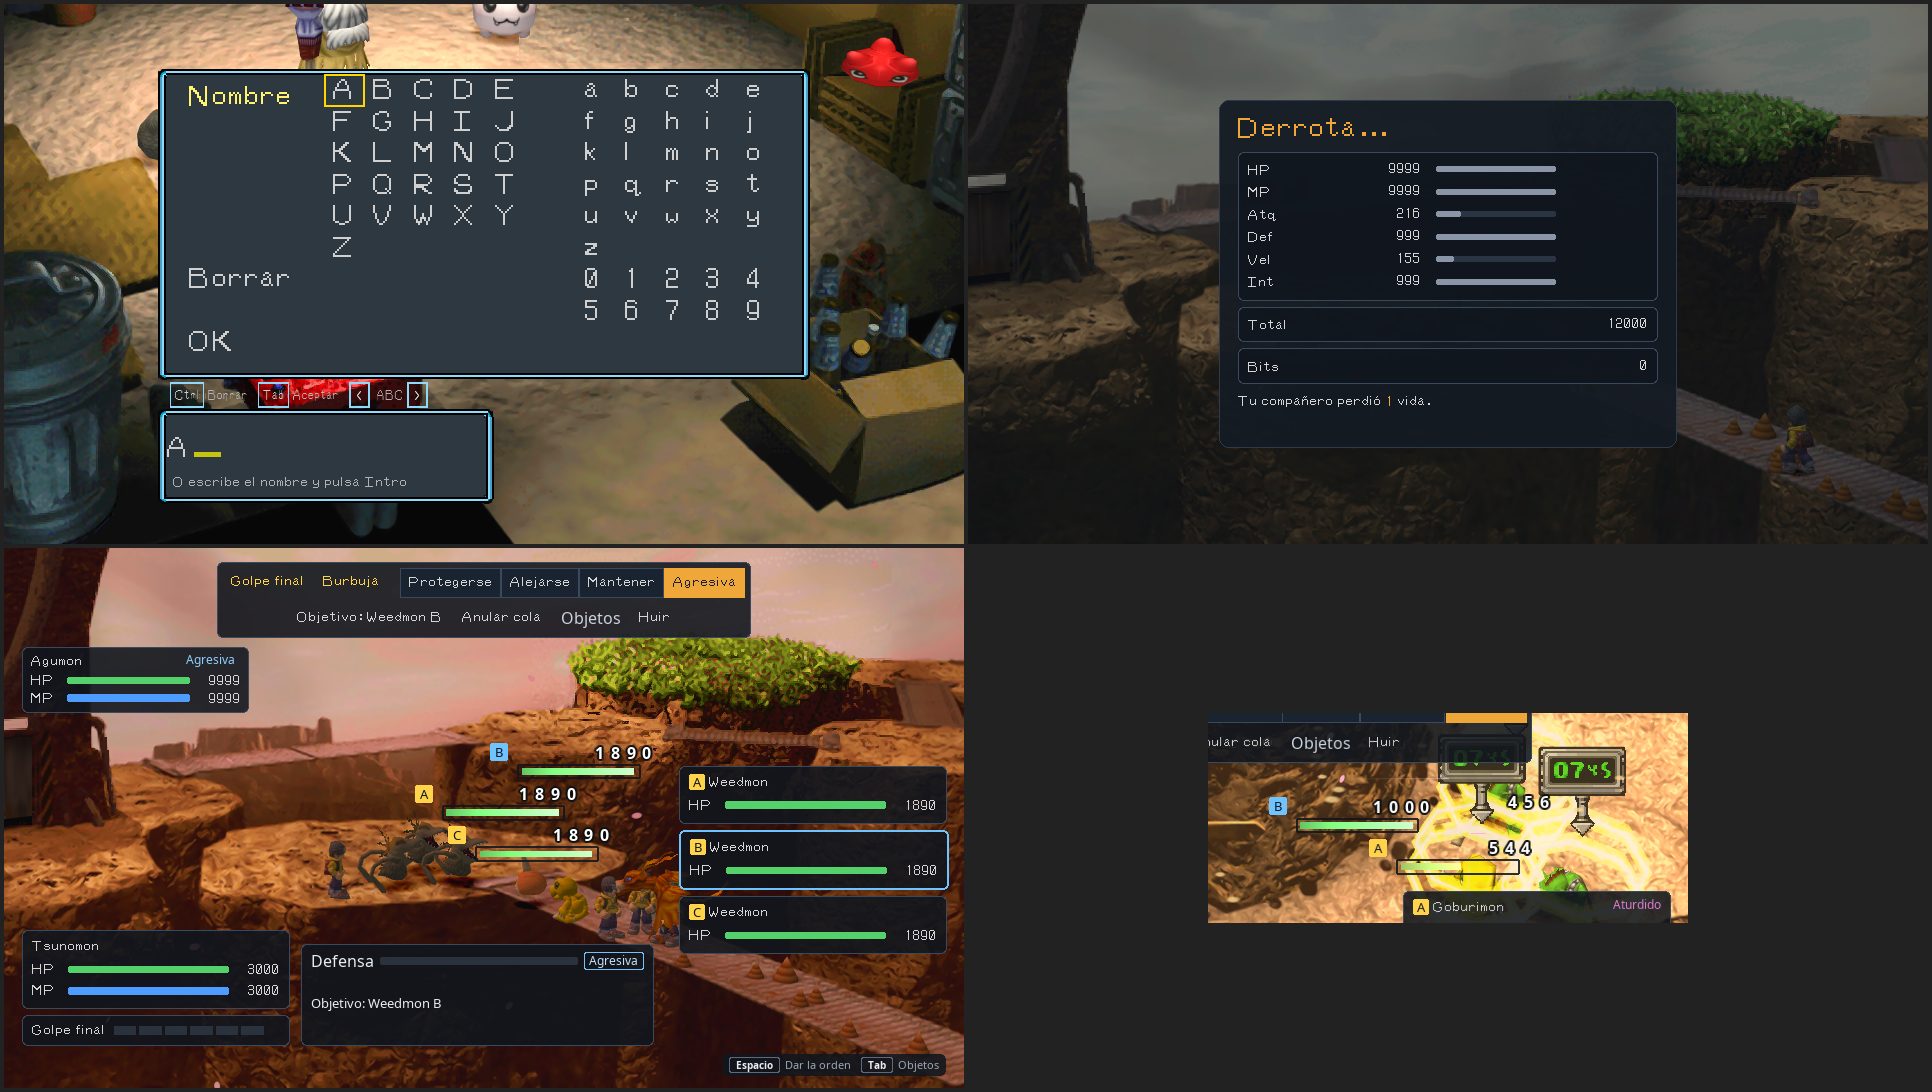 Nombre A B C D E a b c d e
F G H I J f g h i j
K L M N O k l m n o
P Q R S T p q r s t
U V W X Y u v w x y
Z z
Borrar 0 1 2 3 4
5 6 7 8 9
OK
Ctrl Borrar Tab Aceptar < ABC >
A
O escribe el nombre y pulsa Intro
Derrota...
HP 9999
MP 9999
Atq 216
Def 999
Vel 155
Int 999
Total 12000
Bits 0
Tu compañero perdió 1 vida.
Golpe final Burbuja Protegerse Alejarse Mantener Agresiva
Objetivo: Weedmon B Anular cola Objetos Huir
Agumon Agresiva
HP 9999
MP 9999
B 1890
A 1890
C 1890
A Weedmon
HP 1890
B Weedmon
HP 1890
C Weedmon
HP 1890
Tsunomon
HP 3000
MP 3000
Golpe final
Defensa Agresiva
Objetivo: Weedmon B
Espacio Dar la orden Tab Objetos
nular cola Objetos Huir
0745 0745
B 1000 456
A 544
A Goburimon Aturdido